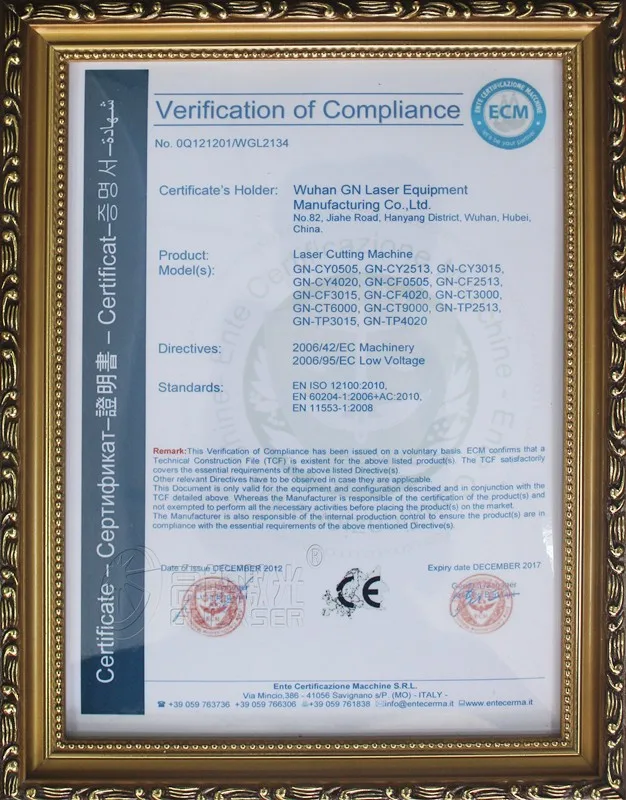 Verification of Compliance
ENTE CERTIFICAZIONE MACCHINE
ECM
let's be your partner
No. 0Q121201/WGL2134
Certificate's Holder: Wuhan GN Laser Equipment
Manufacturing Co.,Ltd.
No.82, Jiahe Road, Hanyang District, Wuhan, Hubei,
China.
Product: Laser Cutting Machine
Model(s): GN-CY0505, GN-CY2513, GN-CY3015,
GN-CY4020, GN-CF0505, GN-CF2513,
GN-CF3015, GN-CF4020, GN-CT3000,
GN-CT6000, GN-CT9000, GN-TP2513,
GN-TP3015, GN-TP4020
Directives: 2006/42/EC Machinery
2006/95/EC Low Voltage
Standards: EN ISO 12100:2010,
EN 60204-1:2006+AC:2010,
EN 11553-1:2008
Remark:This Verification of Compliance has been issued on a voluntary basis. ECM confirms that a
Technical Construction File (TCF) is existent for the above listed product(s). The TCF satisfactorily
covers the essential requirements of the above listed Directive(s).
Other relevant Directives have to be observed in case they are applicable.
This Document is only valid for the equipment and configuration described and in conjunction with the
TCF detailed above. Whereas the Manufacturer is responsible of the certification of the product(s) and
not exempted to perform all the necessary activities before placing the product(s) on the market.
The Manufacturer is also responsible of the internal production control to ensure the product(s) are in
compliance with the essential requirements of the above mentioned Directive(s).
Date of issue DECEMBER 2012
Expiry date DECEMBER 2017
CE
ECM
Ente Certificazione Macchine S.R.L.
Via Mincio,386 - 41056 Savignano s/P. (MO) - ITALY -
☎ +39 059 763736 +39 059 766306 +39 059 761838 info@entecerma.it www.entecerma.it
Certificate – Сертификат – 證明書 – Certificat – 증명서 – شهادة